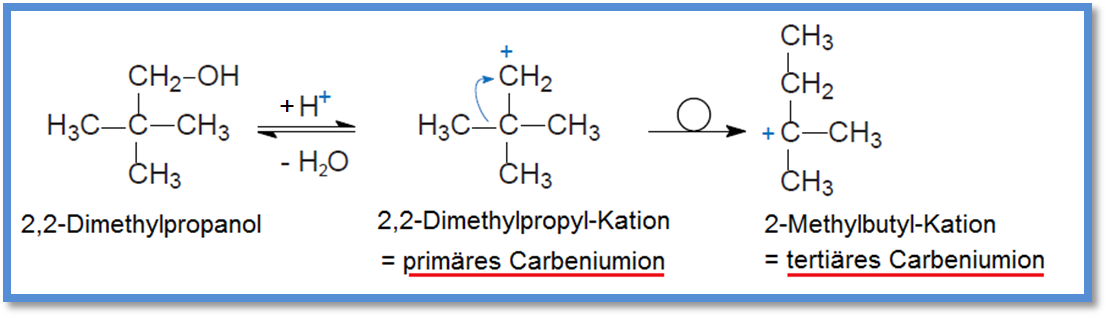 CH2–OH
H3C–C–CH3
CH3
2,2-Dimethylpropanol
+ H+
- H2O
+
CH2
H3C–C–CH3
CH3
2,2-Dimethylpropyl-Kation
= primäres Carbeniumion
CH3
CH2
+ C–CH3
CH3
2-Methylbutyl-Kation
= tertiäres Carbeniumion